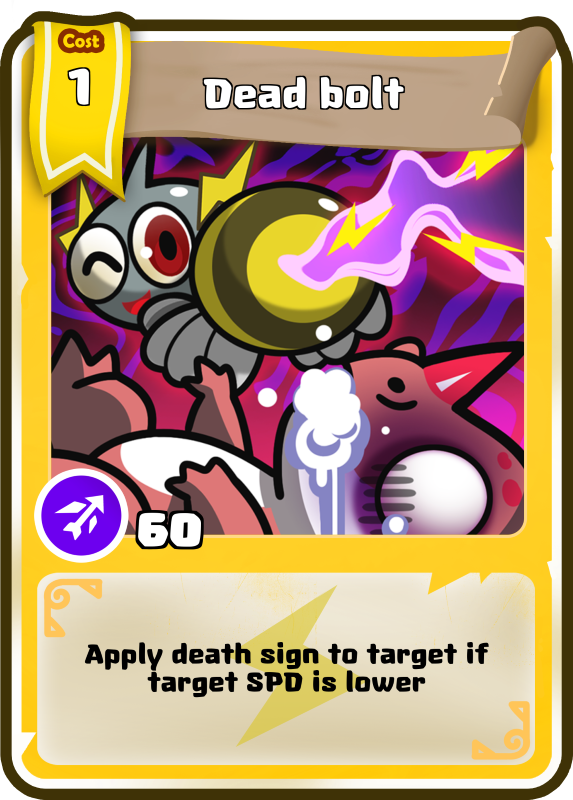 Cost
1
Dead bolt
60
Apply death sign to target if
target SPD is lower